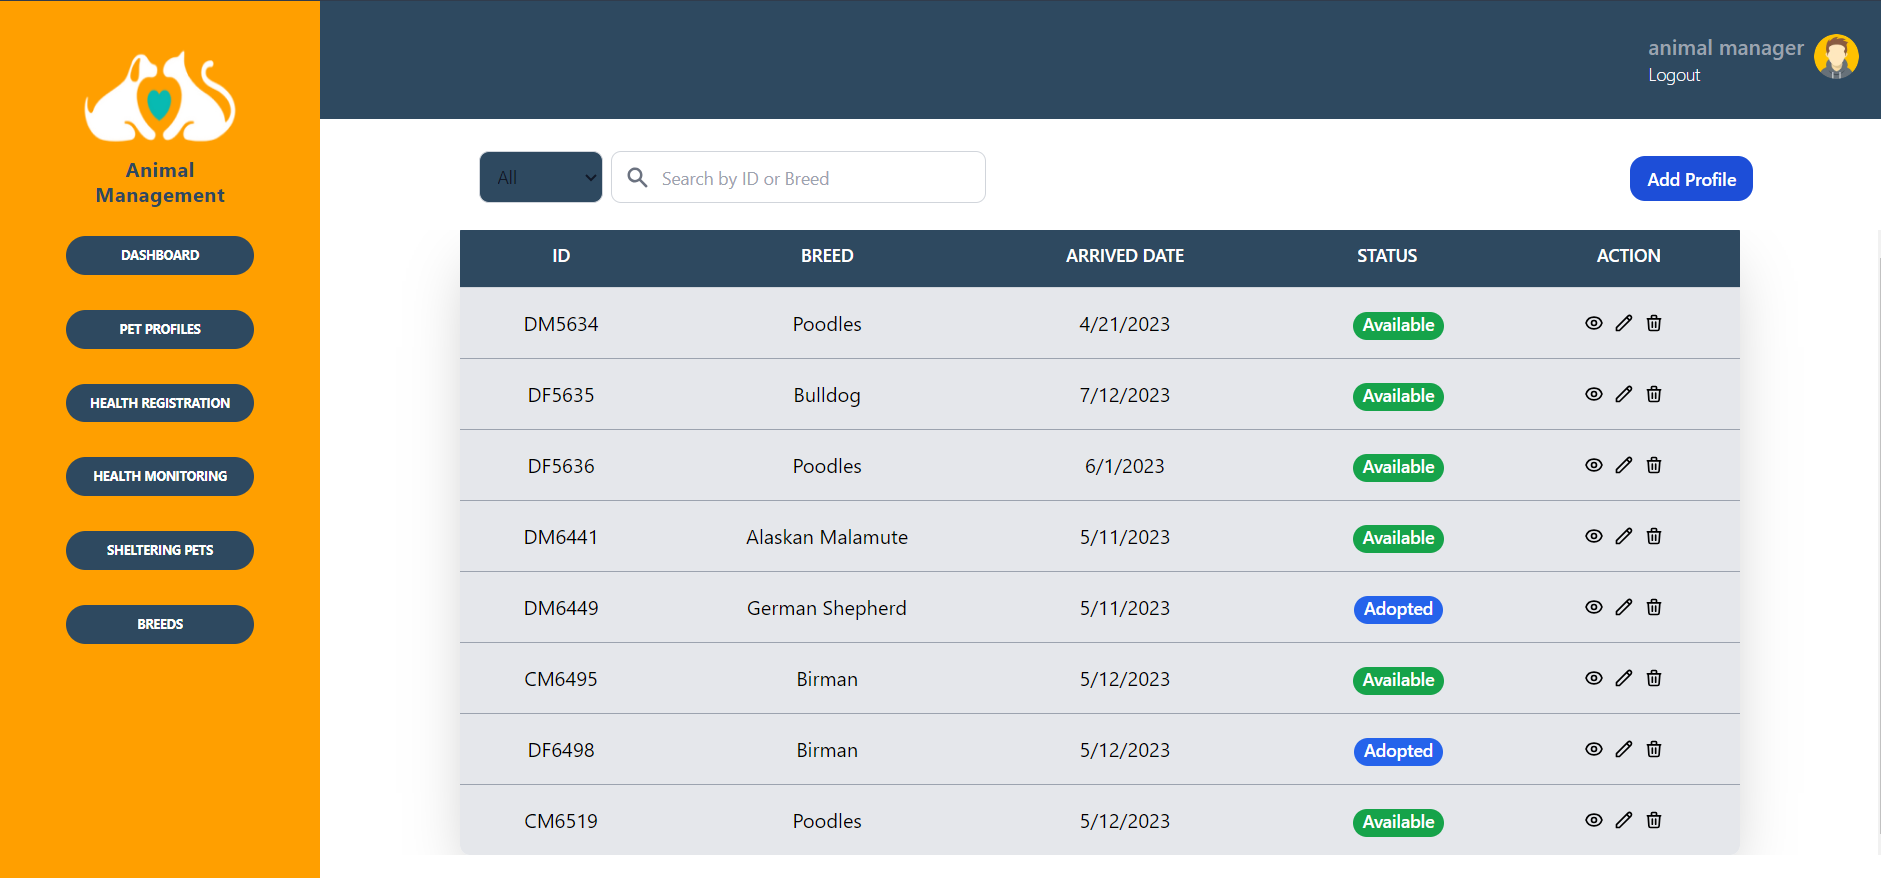 animal manager
Logout
Animal
Management
DASHBOARD
PET PROFILES
HEALTH REGISTRATION
HEALTH MONITORING
SHELTERING PETS
BREEDS
All Search by ID or Breed Add Profile
ID BREED ARRIVED DATE STATUS ACTION
DM5634 Poodles 4/21/2023 Available
DF5635 Bulldog 7/12/2023 Available
DF5636 Poodles 6/1/2023 Available
DM6441 Alaskan Malamute 5/11/2023 Available
DM6449 German Shepherd 5/11/2023 Adopted
CM6495 Birman 5/12/2023 Available
DF6498 Birman 5/12/2023 Adopted
CM6519 Poodles 5/12/2023 Available